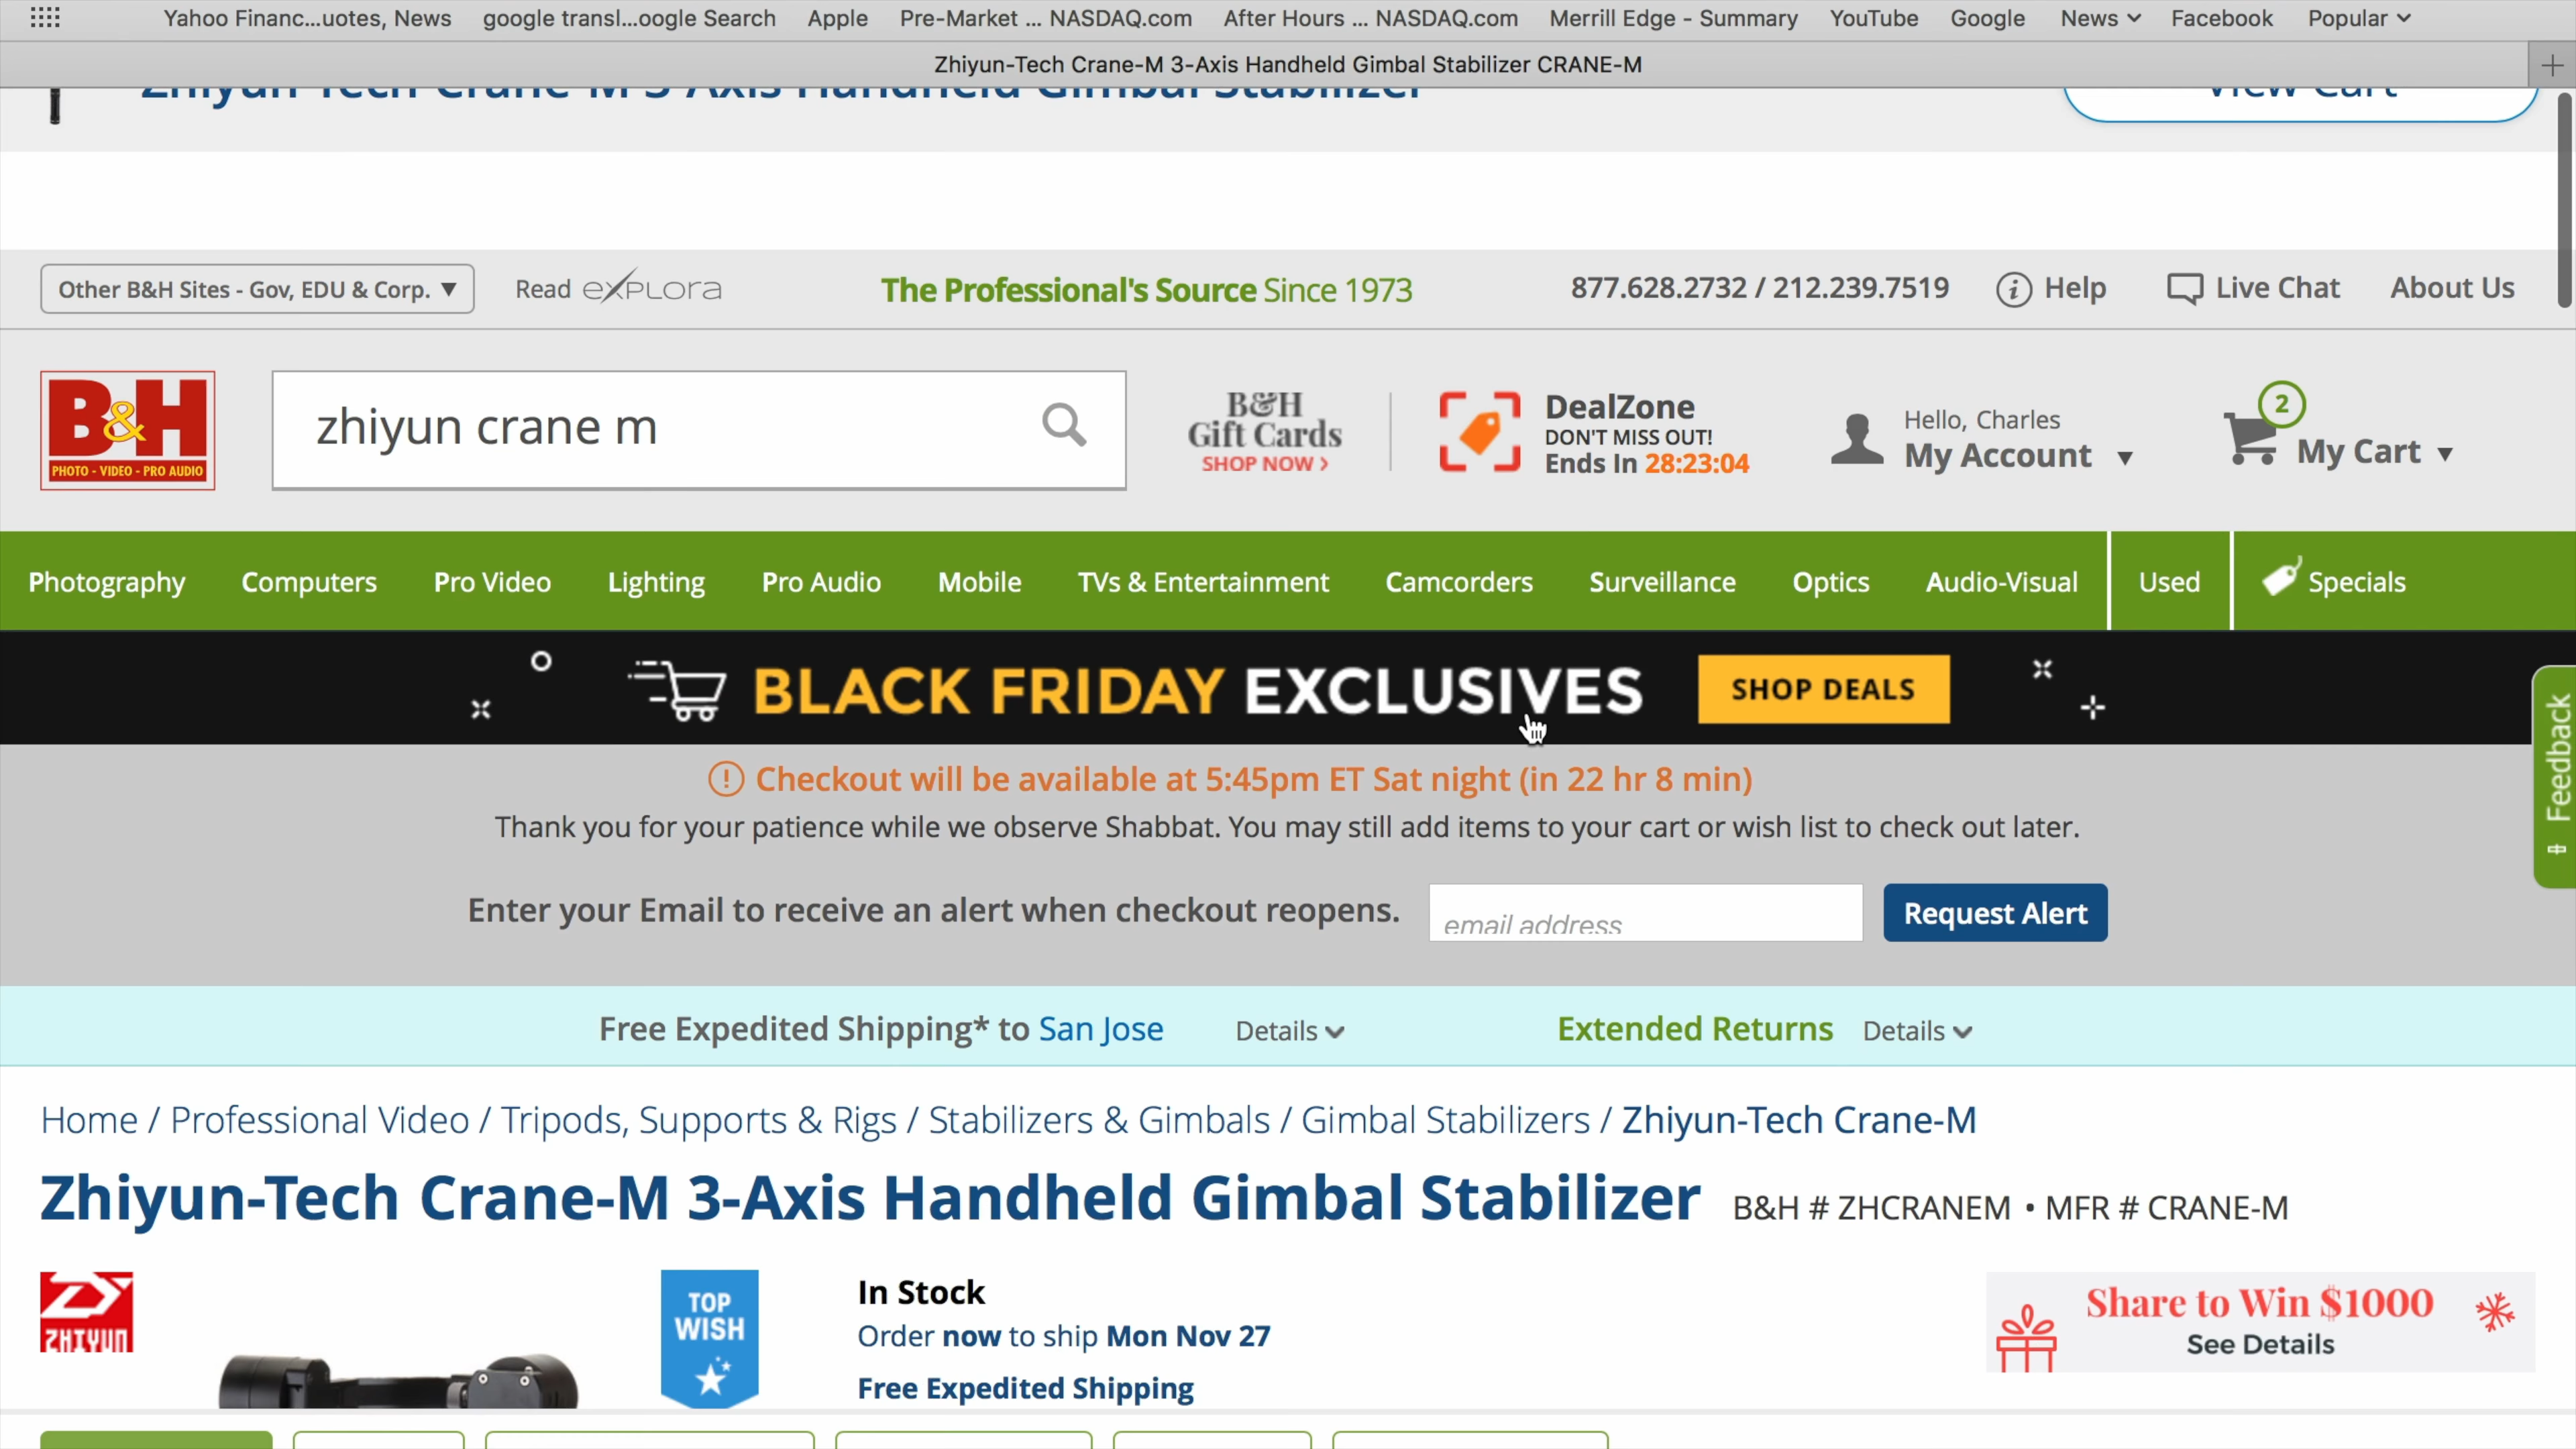 Yahoo Financ...uotes, News google transl...oogle Search Apple Pre-Market ... NASDAQ.com After Hours ... NASDAQ.com Merrill Edge - Summary YouTube Google News Facebook Popular
Zhiyun-Tech Crane-M 3-Axis Handheld Gimbal Stabilizer CRANE-M
Zhiyun-Tech Crane-M 3-Axis Handheld Gimbal Stabilizer View Cart
Other B&H Sites - Gov, EDU & Corp. ▼ Read eXPLORA The Professional's Source Since 1973 877.628.2732 / 212.239.7519 Help Live Chat About Us
B&H
PHOTO - VIDEO - PRO AUDIO
zhiyun crane m
B&H
Gift Cards
SHOP NOW >
DealZone
DON'T MISS OUT!
Ends In 28:23:04
Hello, Charles
My Account ▼
2
My Cart ▼
Photography Computers Pro Video Lighting Pro Audio Mobile TVs & Entertainment Camcorders Surveillance Optics Audio-Visual Used Specials
BLACK FRIDAY EXCLUSIVES SHOP DEALS
Feedback
Checkout will be available at 5:45pm ET Sat night (in 22 hr 8 min)
Thank you for your patience while we observe Shabbat. You may still add items to your cart or wish list to check out later.
Enter your Email to receive an alert when checkout reopens. email address Request Alert
Free Expedited Shipping* to San Jose Details Extended Returns Details
Home / Professional Video / Tripods, Supports & Rigs / Stabilizers & Gimbals / Gimbal Stabilizers / Zhiyun-Tech Crane-M
Zhiyun-Tech Crane-M 3-Axis Handheld Gimbal Stabilizer B&H # ZHCRANEM • MFR # CRANE-M
ZHIYUN
TOP
WISH
In Stock
Order now to ship Mon Nov 27
Free Expedited Shipping
Share to Win $1000
See Details